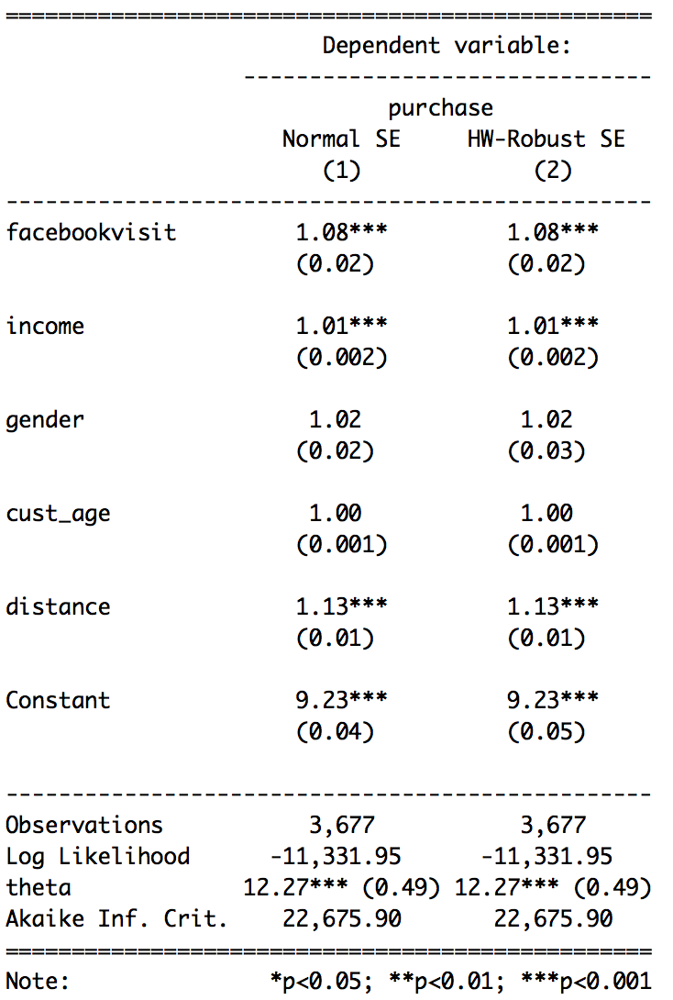 =================================================
Dependent variable:
-------------------------------
purchase
Normal SE HW-Robust SE
(1) (2)
-------------------------------------------------
facebookvisit 1.08*** 1.08***
(0.02) (0.02)
income 1.01*** 1.01***
(0.002) (0.002)
gender 1.02 1.02
(0.02) (0.03)
cust_age 1.00 1.00
(0.001) (0.001)
distance 1.13*** 1.13***
(0.01) (0.01)
Constant 9.23*** 9.23***
(0.04) (0.05)
-------------------------------------------------
Observations 3,677 3,677
Log Likelihood -11,331.95 -11,331.95
theta 12.27*** (0.49) 12.27*** (0.49)
Akaike Inf. Crit. 22,675.90 22,675.90
=================================================
Note: *p<0.05; **p<0.01; ***p<0.001